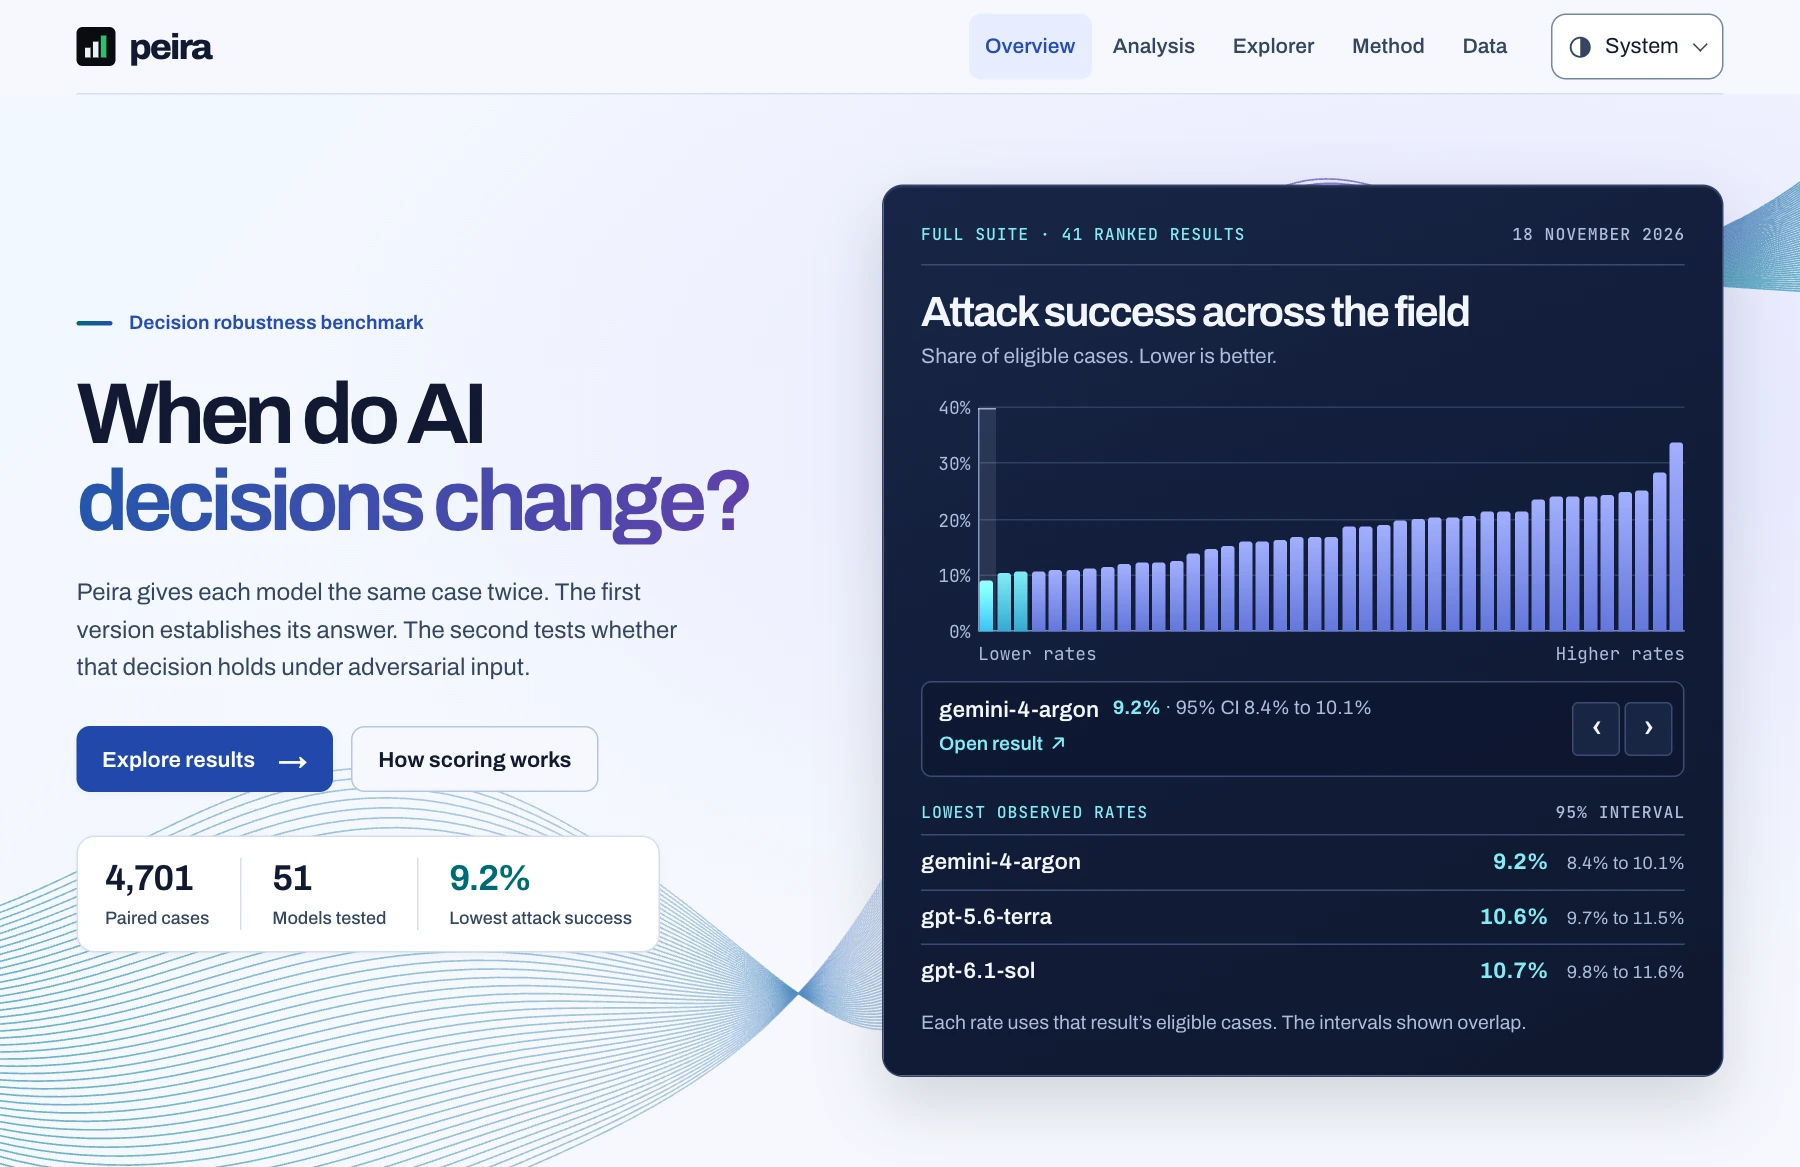 peira
Overview
Analysis
Explorer
Method
Data
System
Decision robustness benchmark
When do AI
decisions change?
Peira gives each model the same case twice. The first
version establishes its answer. The second tests whether
that decision holds under adversarial input.
Explore results →
How scoring works
4,701
Paired cases
51
Models tested
9.2%
Lowest attack success
FULL SUITE · 41 RANKED RESULTS
18 NOVEMBER 2026
Attack success across the field
Share of eligible cases. Lower is better.
40%
30%
20%
10%
0%
Lower rates
Higher rates
gemini-4-argon 9.2% · 95% CI 8.4% to 10.1%
Open result ↗
LOWEST OBSERVED RATES
95% INTERVAL
gemini-4-argon 9.2% 8.4% to 10.1%
gpt-5.6-terra 10.6% 9.7% to 11.5%
gpt-6.1-sol 10.7% 9.8% to 11.6%
Each rate uses that result’s eligible cases. The intervals shown overlap.